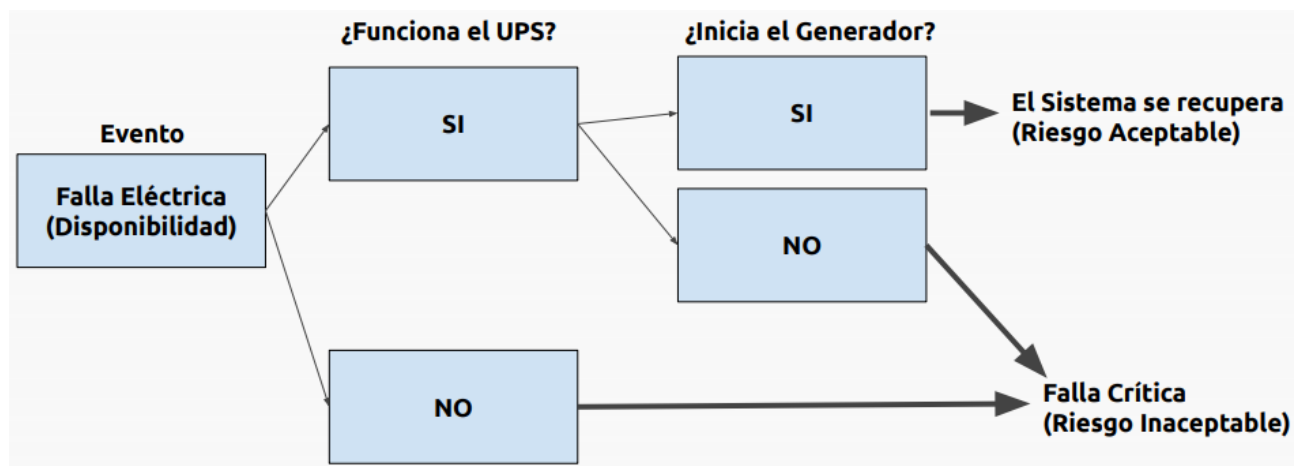 ¿Funciona el UPS?
¿Inicia el Generador?
Evento
Falla Eléctrica
(Disponibilidad)
SI
SI
El Sistema se recupera
(Riesgo Aceptable)
NO
NO
Falla Crítica
(Riesgo Inaceptable)